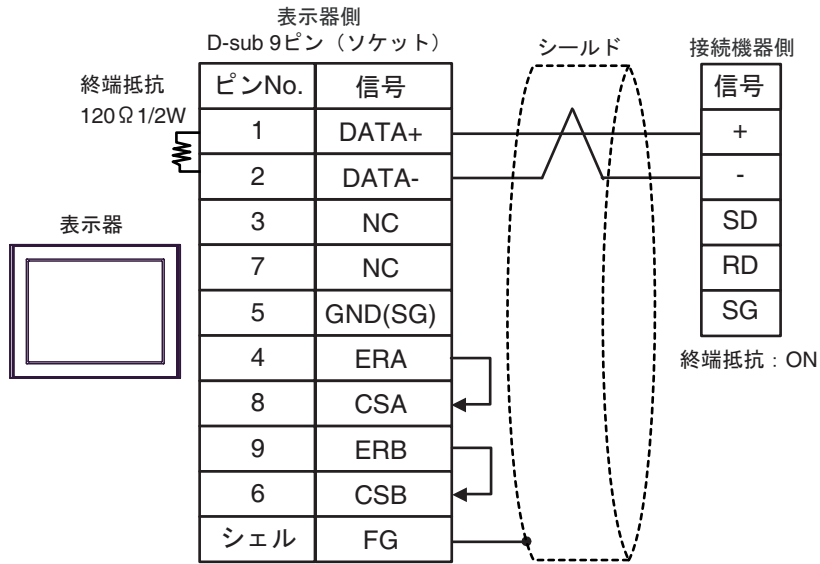 表示器側
D-sub 9ピン（ソケット）
シールド
接続機器側
終端抵抗
120Ω 1/2W
ピンNo. 信号
信号
1 DATA+
+
2 DATA-
-
表示器
3 NC
SD
7 NC
RD
5 GND(SG)
SG
4 ERA
終端抵抗：ON
8 CSA
9 ERB
6 CSB
シェル FG